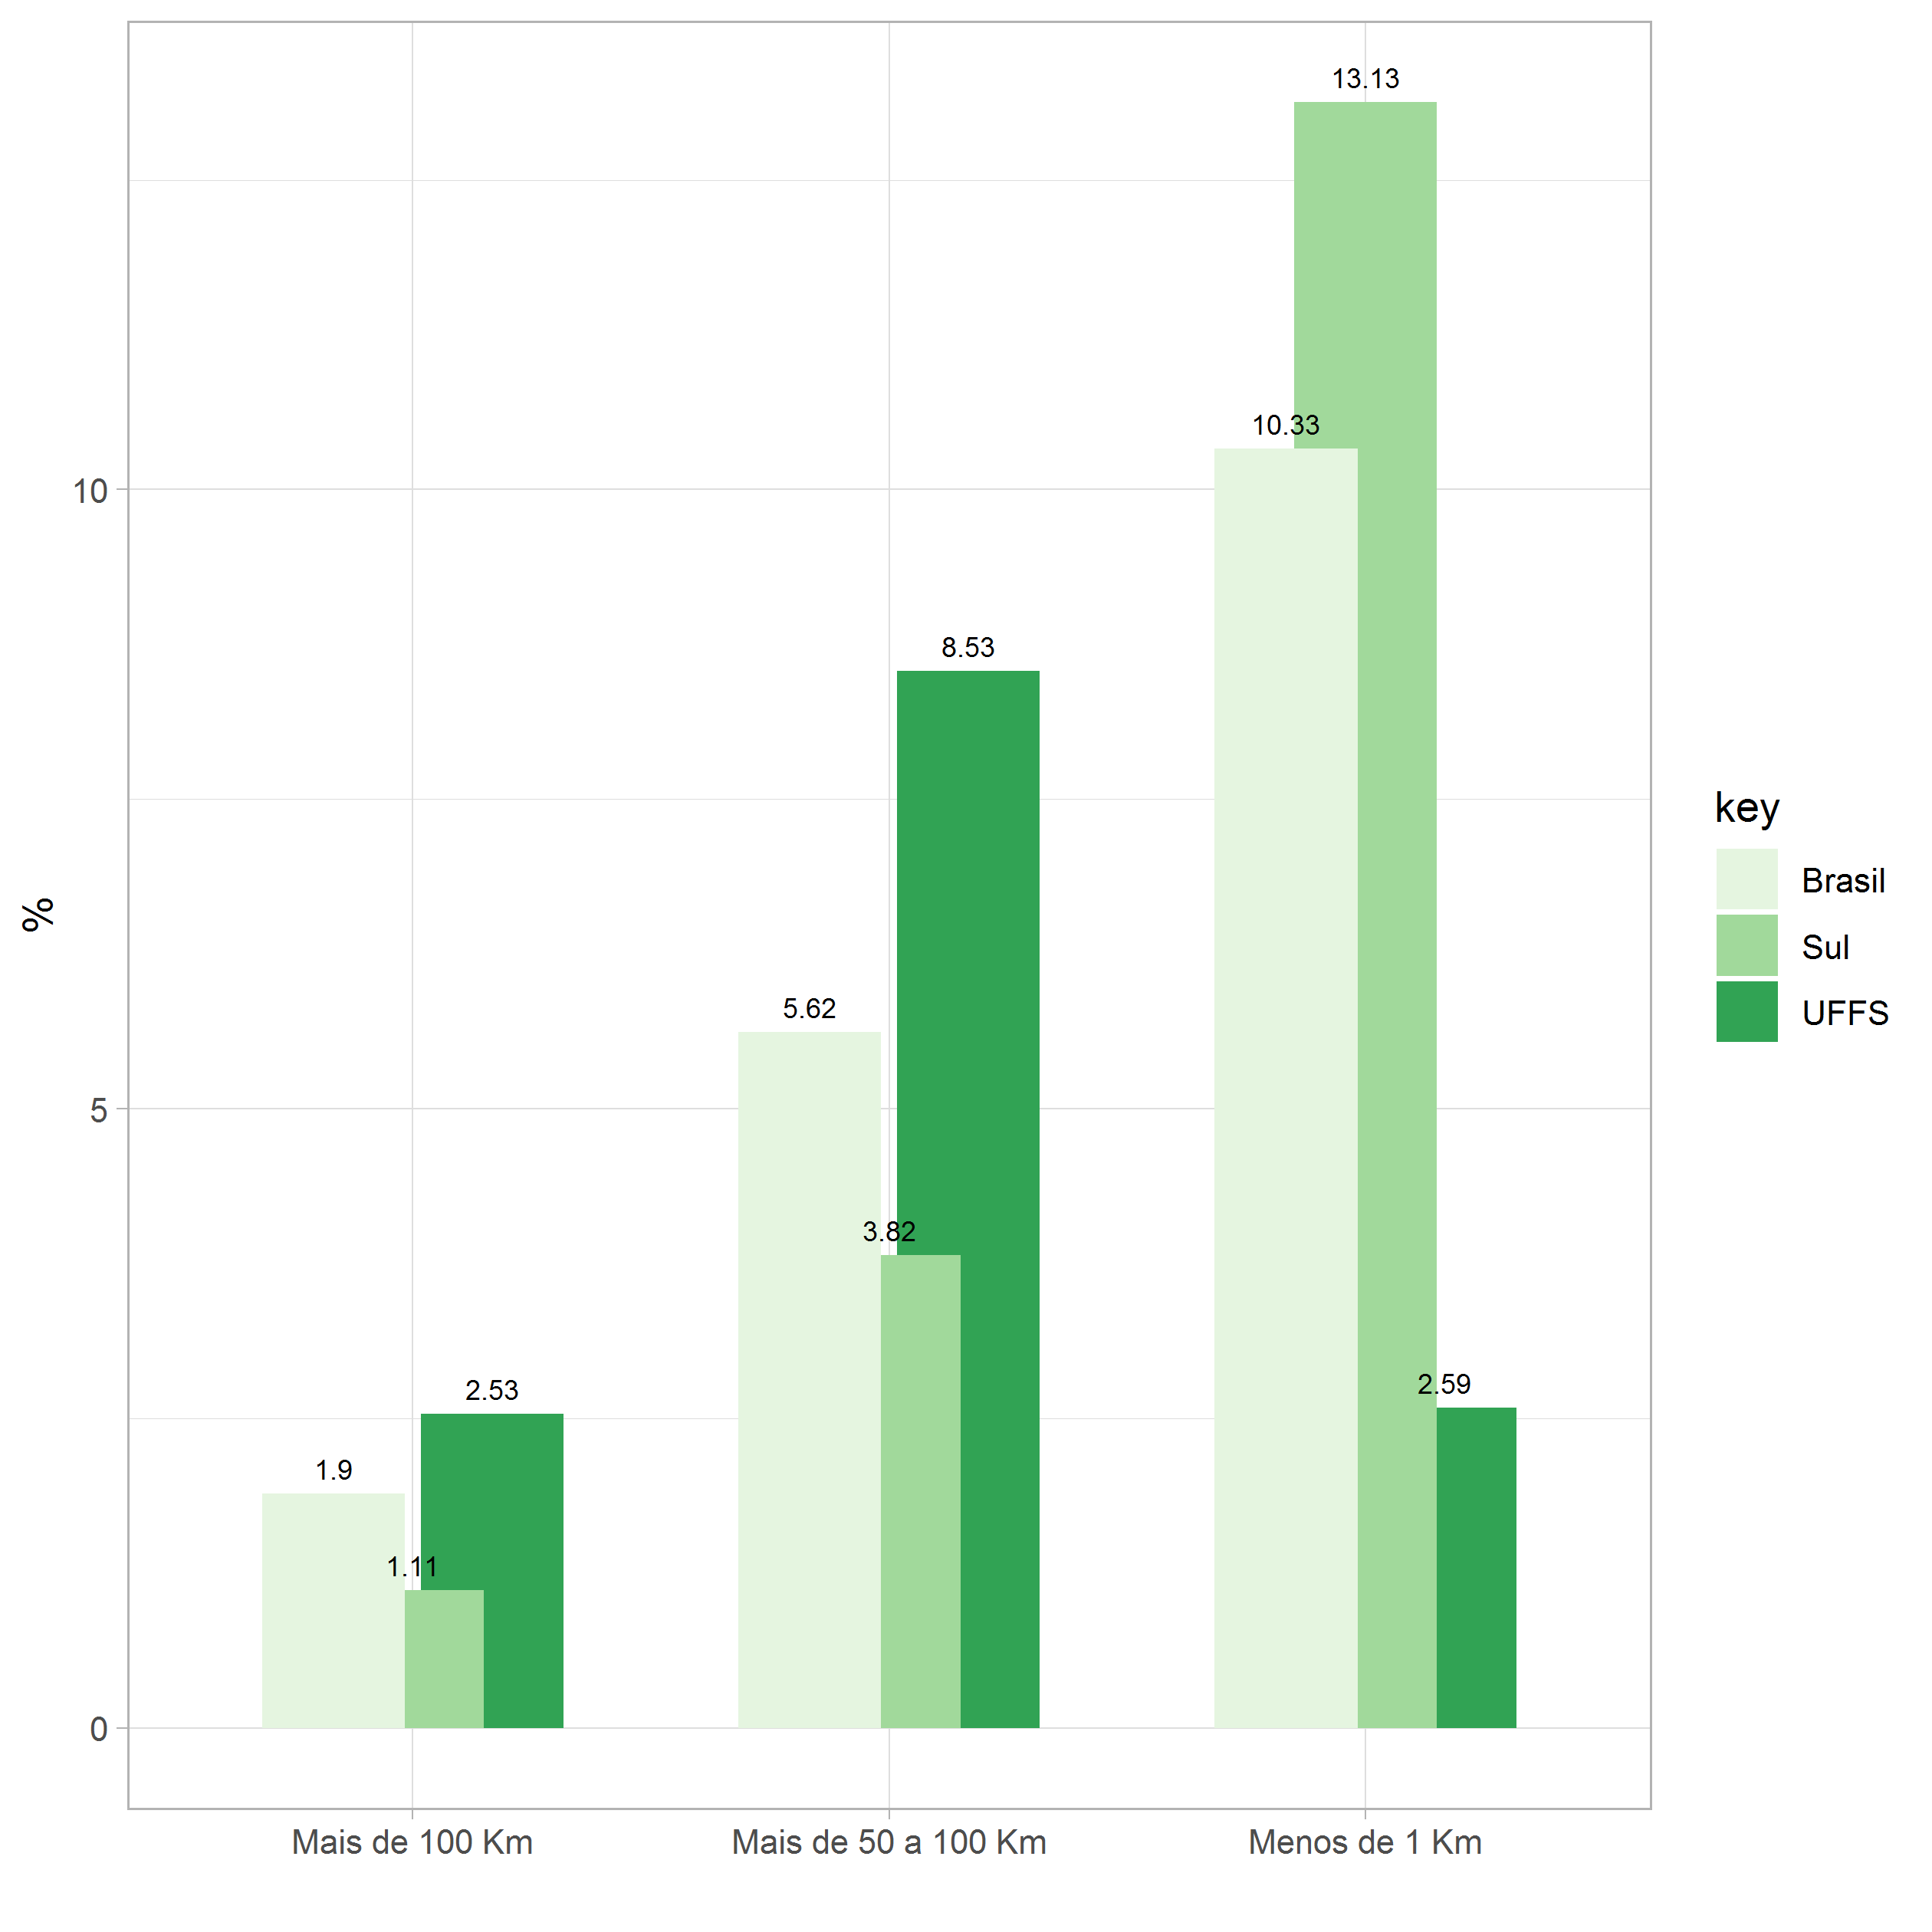 13.13
10.33
10
8.53
key
Brasil
%
Sul
5.62
UFFS
5
3.82
2.53
2.59
1.9
1.11
0
Mais de 100 Km
Mais de 50 a 100 Km
Menos de 1 Km